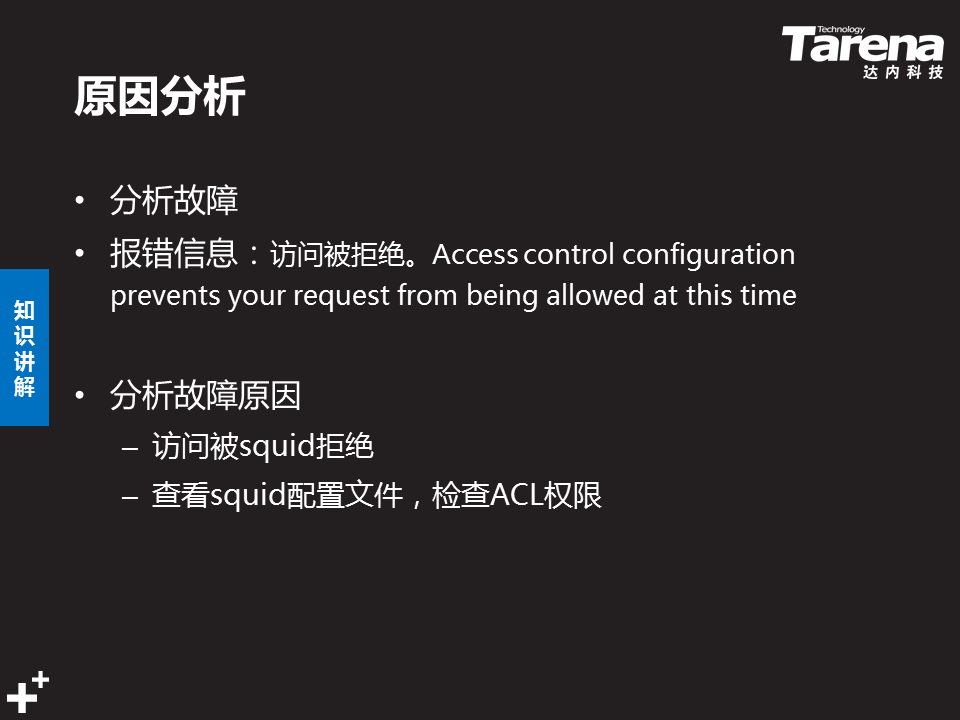 Technology
Tarena
达内科技
原因分析
• 分析故障
• 报错信息：访问被拒绝。Access control configuration
prevents your request from being allowed at this time
知识讲解
• 分析故障原因
– 访问被squid拒绝
– 查看squid配置文件，检查ACL权限